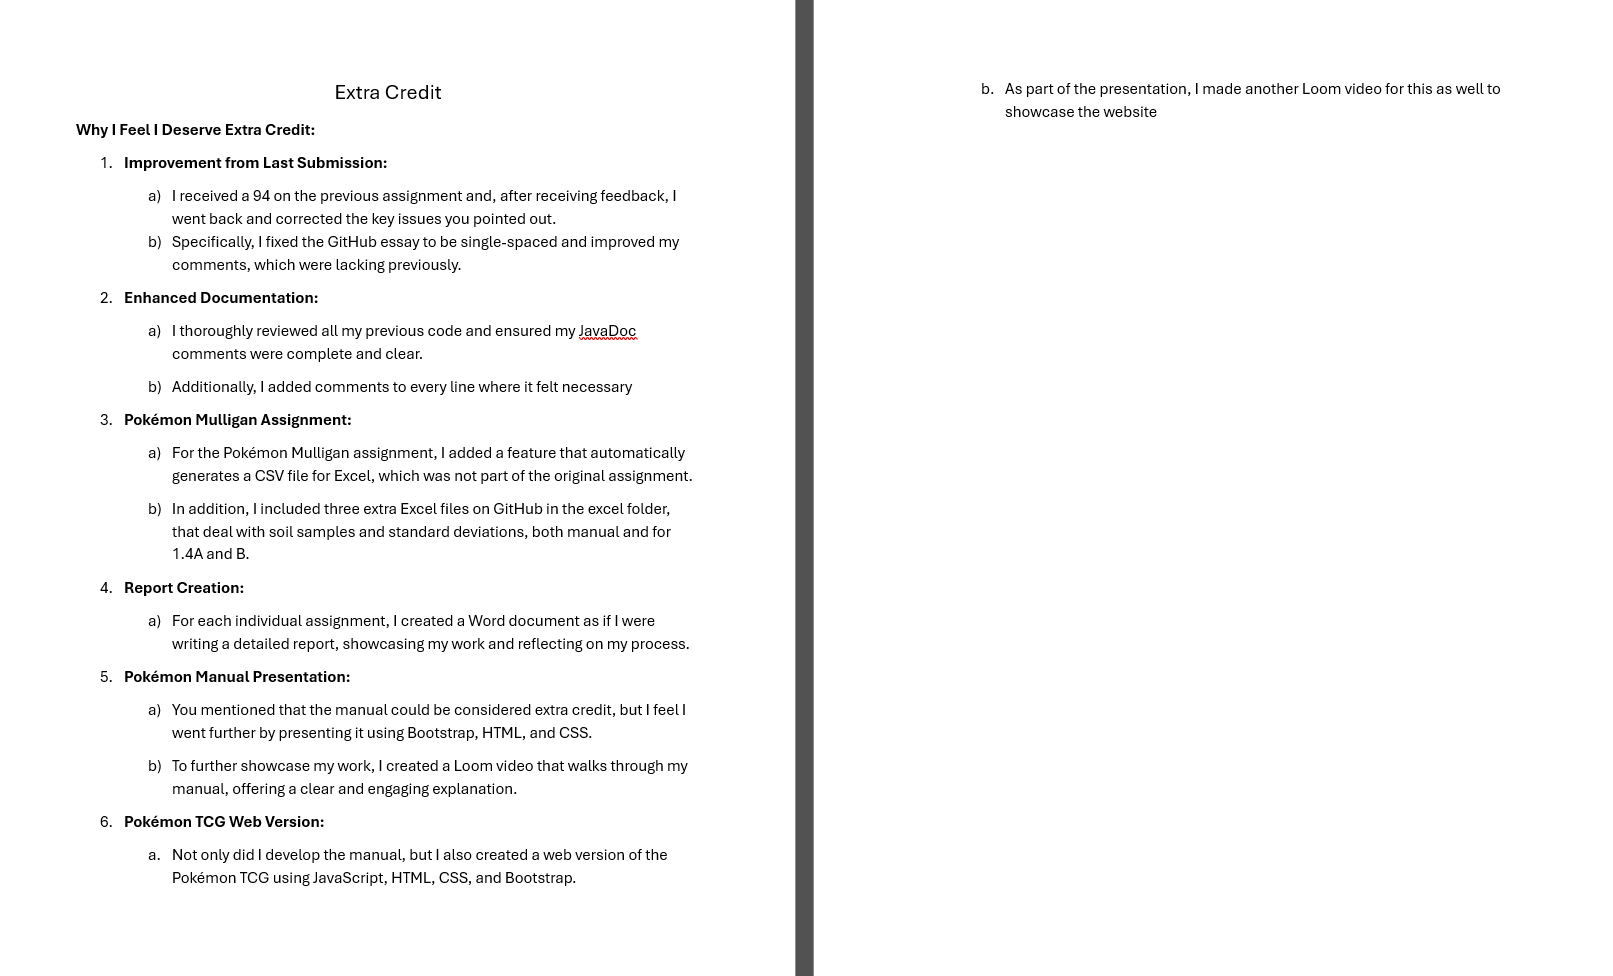 Extra Credit
Why I Feel I Deserve Extra Credit:
1. Improvement from Last Submission:
a) I received a 94 on the previous assignment and, after receiving feedback, I
went back and corrected the key issues you pointed out.
b) Specifically, I fixed the GitHub essay to be single-spaced and improved my
comments, which were lacking previously.
2. Enhanced Documentation:
a) I thoroughly reviewed all my previous code and ensured my JavaDoc
comments were complete and clear.
b) Additionally, I added comments to every line where it felt necessary
3. Pokémon Mulligan Assignment:
a) For the Pokémon Mulligan assignment, I added a feature that automatically
generates a CSV file for Excel, which was not part of the original assignment.
b) In addition, I included three extra Excel files on GitHub in the excel folder,
that deal with soil samples and standard deviations, both manual and for
1.4A and B.
4. Report Creation:
a) For each individual assignment, I created a Word document as if I were
writing a detailed report, showcasing my work and reflecting on my process.
5. Pokémon Manual Presentation:
a) You mentioned that the manual could be considered extra credit, but I feel I
went further by presenting it using Bootstrap, HTML, and CSS.
b) To further showcase my work, I created a Loom video that walks through my
manual, offering a clear and engaging explanation.
6. Pokémon TCG Web Version:
a. Not only did I develop the manual, but I also created a web version of the
Pokémon TCG using JavaScript, HTML, CSS, and Bootstrap.
b. As part of the presentation, I made another Loom video for this as well to
showcase the website